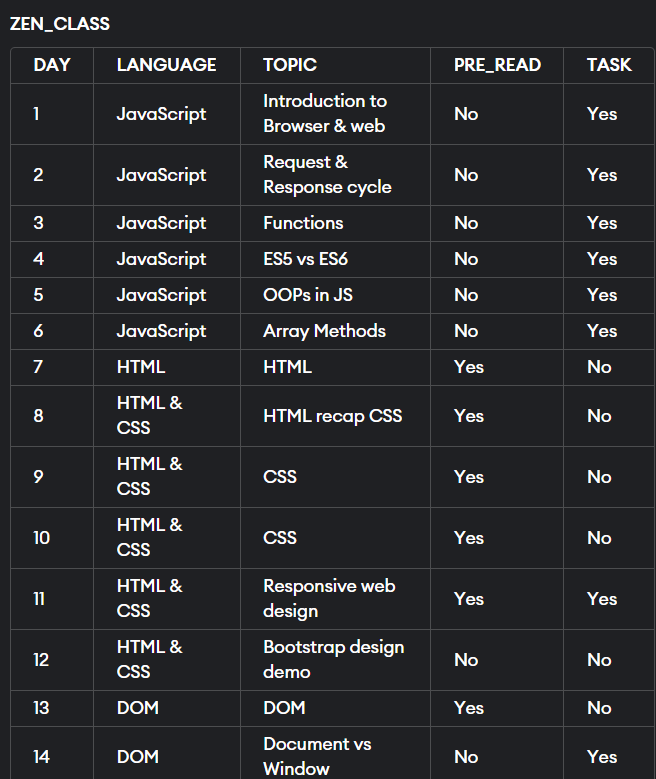 ZEN_CLASS
DAY LANGUAGE TOPIC PRE_READ TASK
1 JavaScript Introduction to Browser & web No Yes
2 JavaScript Request & Response cycle No Yes
3 JavaScript Functions No Yes
4 JavaScript ES5 vs ES6 No Yes
5 JavaScript OOPs in JS No Yes
6 JavaScript Array Methods No Yes
7 HTML HTML Yes No
8 HTML & CSS HTML recap CSS Yes No
9 HTML & CSS CSS Yes No
10 HTML & CSS CSS Yes No
11 HTML & CSS Responsive web design Yes Yes
12 HTML & CSS Bootstrap design demo No No
13 DOM DOM Yes No
14 DOM Document vs Window No Yes